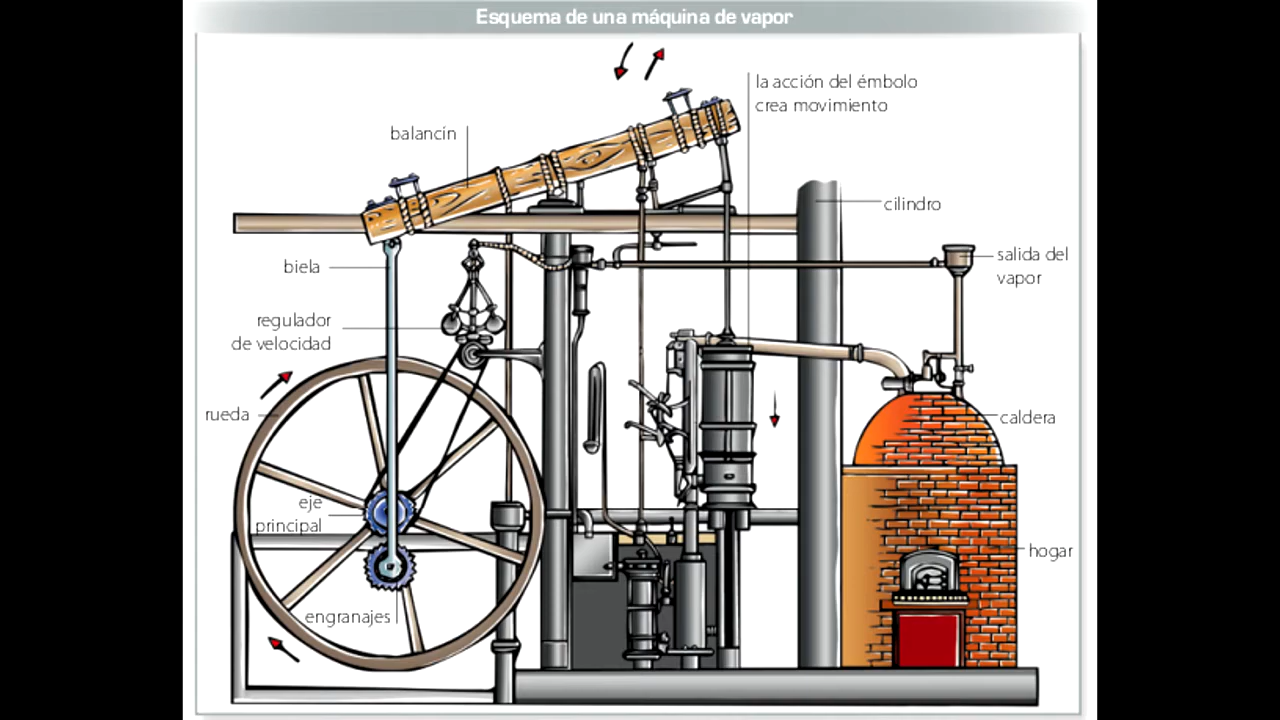 Esquema de una máquina de vapor
la acción del émbolo
crea movimiento
balancín
cilindro
salida del
vapor
biela
regulador
de velocidad
rueda
caldera
eje
principal
hogar
engranajes